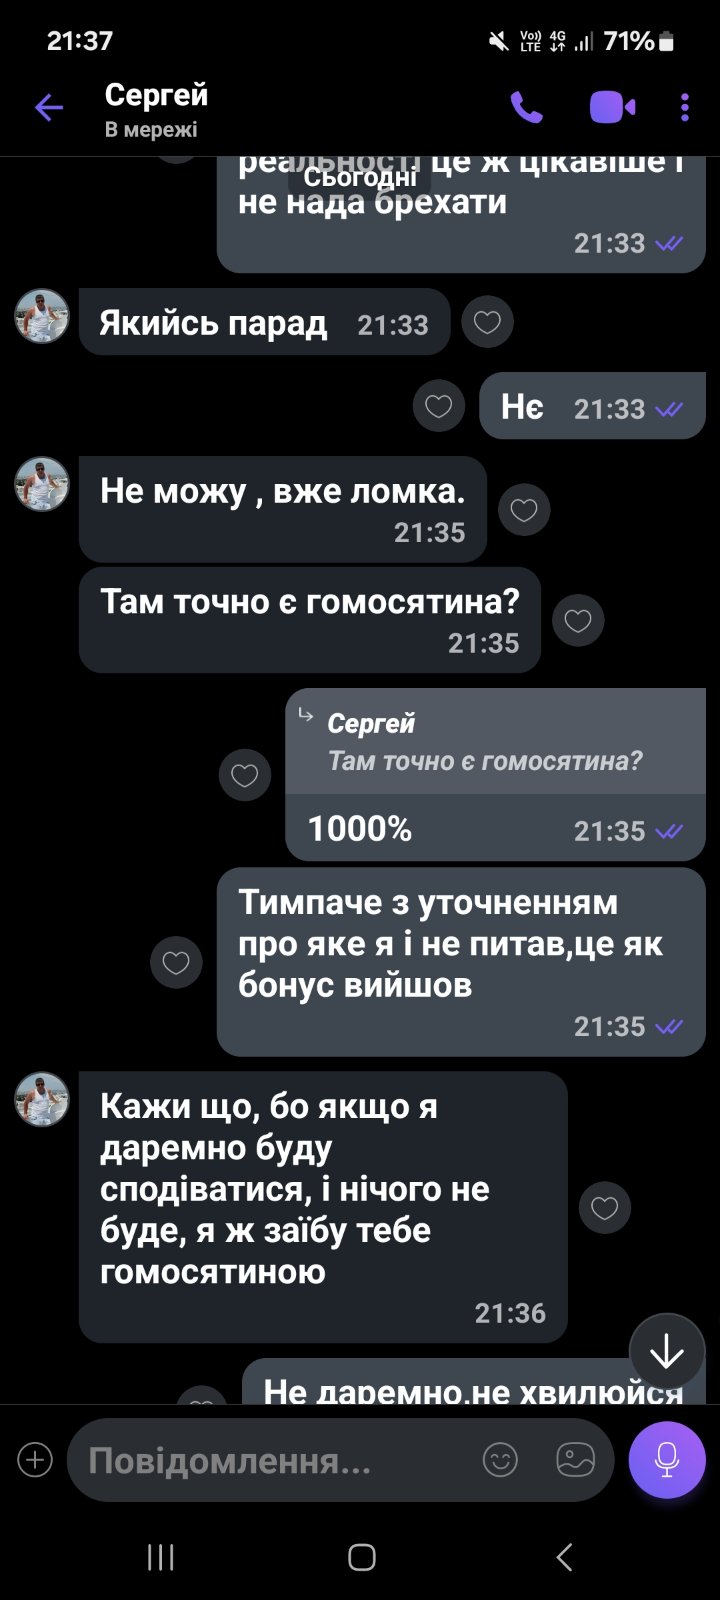 21:37
Vo)) LTE 4G 71%
Сергей
В мережі
реальності це ж цікавіше і
Сьогодні
не нада брехати
21:33
Якийсь парад 21:33
Нє 21:33
Не можу , вже ломка.
21:35
Там точно є гомосятина?
21:35
Сергей
Там точно є гомосятина?
1000% 21:35
Тимпаче з уточненням
про яке я і не питав,це як
бонус вийшов
21:35
Кажи що, бо якщо я
даремно буду
сподіватися, і нічого не
буде, я ж заїбу тебе
гомосятиною
21:36
Не даремно,не хвилюйся
Повідомлення...